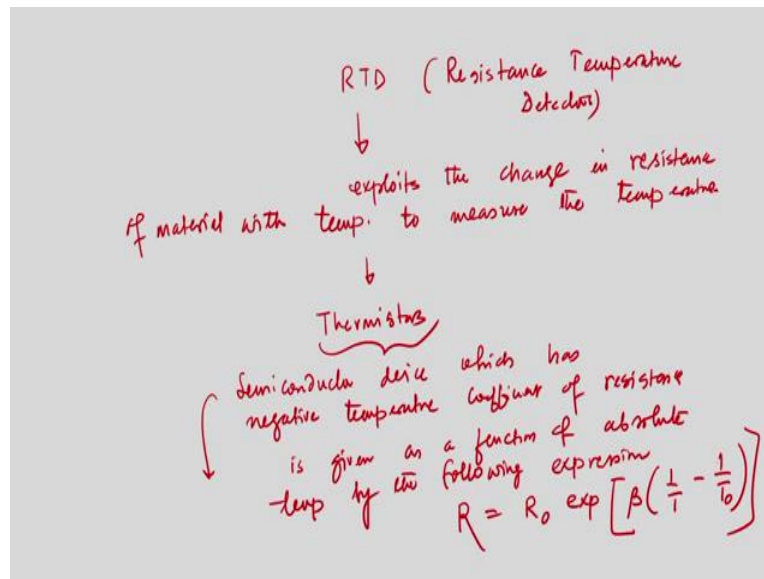 RTD (Resistance Temperature
Detectors)
exploits the change in resistance
of material with temp. to measure the temperature
Thermistors
Semiconductor device which has
negative temperature coefficient of resistance
is given as a function of absolute
temp by the following expression
R = R₀ exp[β(1/T - 1/T₀)]